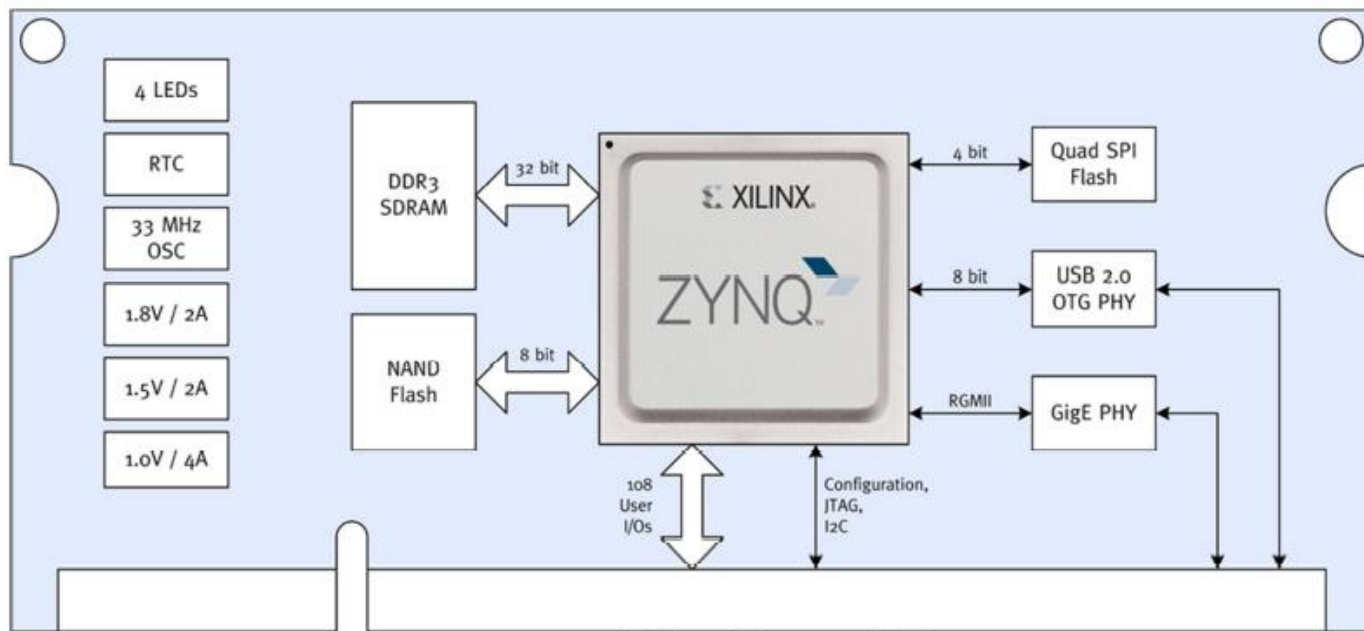 4 LEDs
RTC
33 MHz
OSC
1.8V / 2A
1.5V / 2A
1.0V / 4A
DDR3
SDRAM
NAND
Flash
32 bit
8 bit
XILINX®
ZYNQ™
4 bit
8 bit
RGMII
Quad SPI
Flash
USB 2.0
OTG PHY
GigE PHY
108
User
I/Os
Configuration,
JTAG,
I2C